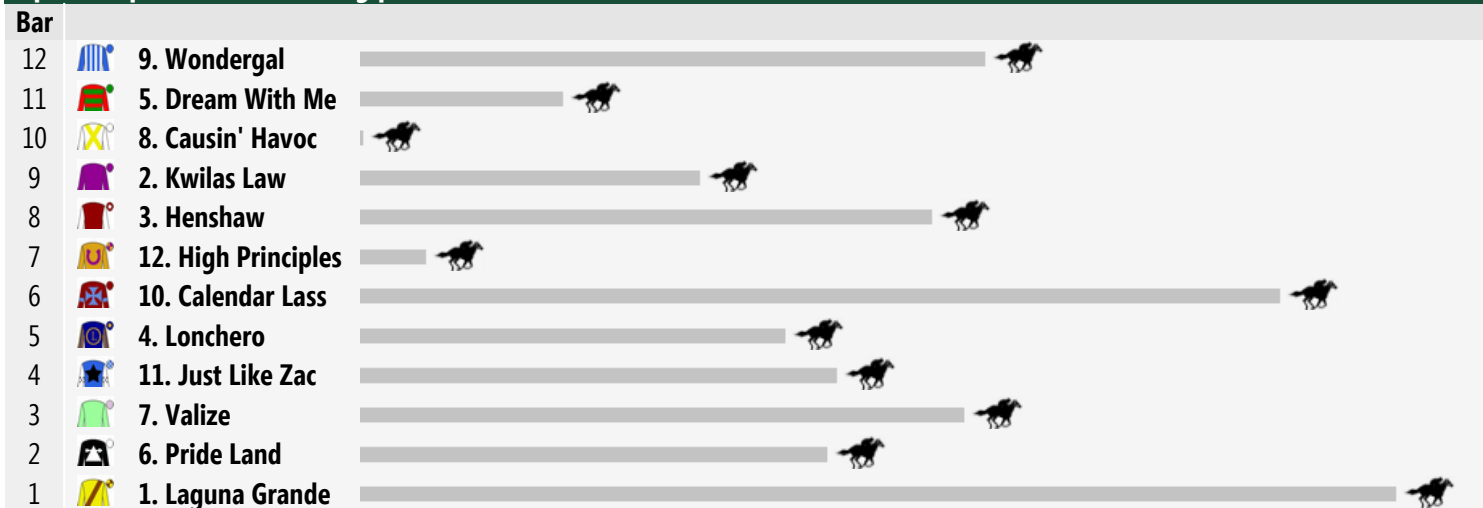 Bar
12 9. Wondergal
11 5. Dream With Me
10 8. Causin' Havoc
9 2. Kwilas Law
8 3. Henshaw
7 12. High Principles
6 10. Calendar Lass
5 4. Lonchero
4 11. Just Like Zac
3 7. Valize
2 6. Pride Land
1 1. Laguna Grande